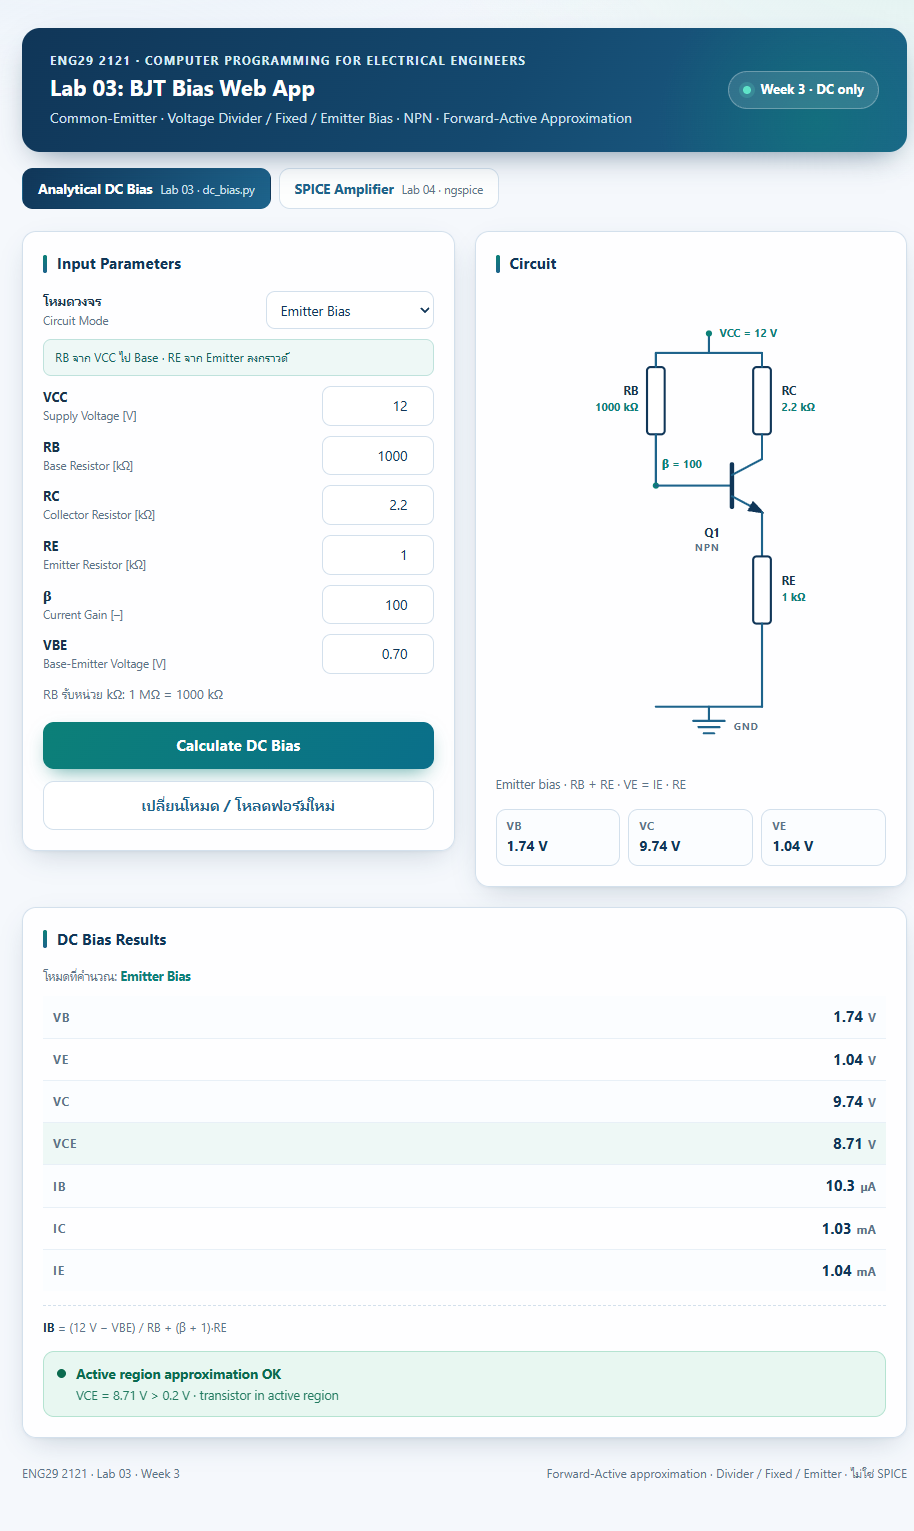 ENG29 2121 · COMPUTER PROGRAMMING FOR ELECTRICAL ENGINEERS
Lab 03: BJT Bias Web App
Common-Emitter · Voltage Divider / Fixed / Emitter Bias · NPN · Forward-Active Approximation
Week 3 · DC only
Analytical DC Bias Lab 03 · dc_bias.py
SPICE Amplifier Lab 04 · ngspice
Input Parameters
โหมดวงจร
Circuit Mode
Emitter Bias
RB จาก VCC ไป Base · RE จาก Emitter ลงกราวด์
VCC
Supply Voltage [V]
12
RB
Base Resistor [kΩ]
1000
RC
Collector Resistor [kΩ]
2.2
RE
Emitter Resistor [kΩ]
1
β
Current Gain [–]
100
VBE
Base-Emitter Voltage [V]
0.70
RB รับหน่วย kΩ: 1 MΩ = 1000 kΩ
Calculate DC Bias
เปลี่ยนโหมด / โหลดฟอร์มใหม่
Circuit
VCC = 12 V
RB
1000 kΩ
RC
2.2 kΩ
β = 100
Q1
NPN
RE
1 kΩ
GND
Emitter bias · RB + RE · VE = IE · RE
VB
1.74 V
VC
9.74 V
VE
1.04 V
DC Bias Results
โหมดที่คำนวณ: Emitter Bias
VB 1.74 V
VE 1.04 V
VC 9.74 V
VCE 8.71 V
IB 10.3 μA
IC 1.03 mA
IE 1.04 mA
IB = (12 V − VBE) / RB + (β + 1)·RE
Active region approximation OK
VCE = 8.71 V > 0.2 V · transistor in active region
ENG29 2121 · Lab 03 · Week 3
Forward-Active approximation · Divider / Fixed / Emitter · ไม่ใช่ SPICE